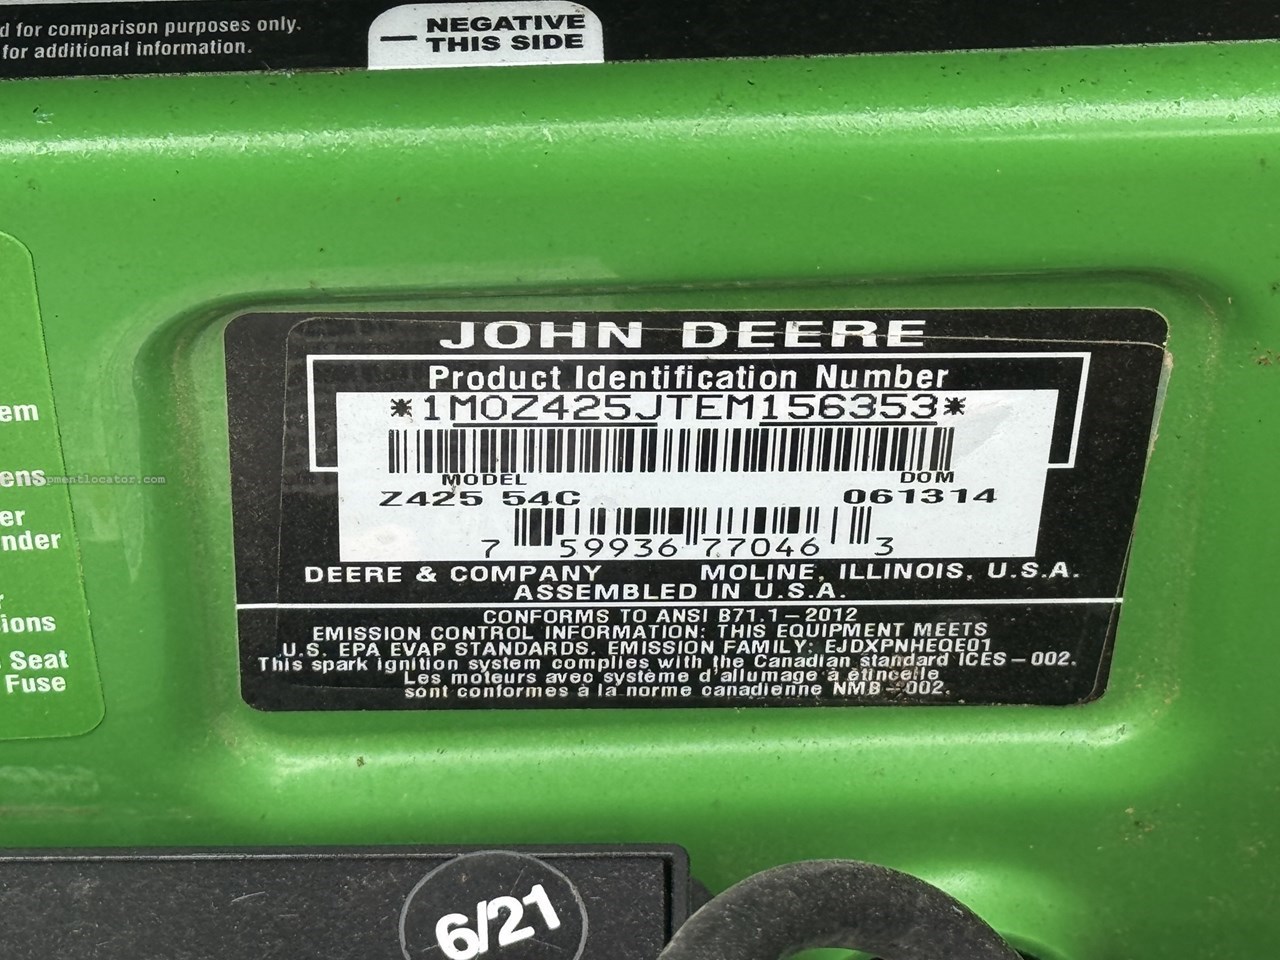 d for comparison purposes only.
for additional information.
— NEGATIVE
THIS SIDE
em
ens
er
nder
ions
Seat
Fuse
pmentlocator.com
JOHN DEERE
Product Identification Number
*1M0Z425JTEM156353*
MODEL DOM
Z425 54C 061314
7 59936 77046 3
DEERE & COMPANY MOLINE, ILLINOIS, U.S.A.
ASSEMBLED IN U.S.A.
CONFORMS TO ANSI B71.1-2012
EMISSION CONTROL INFORMATION: THIS EQUIPMENT MEETS
U.S. EPA EVAP STANDARDS. EMISSION FAMILY: EJDXPNHEQE01
This spark ignition system complies with the Canadian standard ICES-002.
Les moteurs avec système d'allumage à étincelle
sont conformes à la norme canadienne NMB-002.
6/21